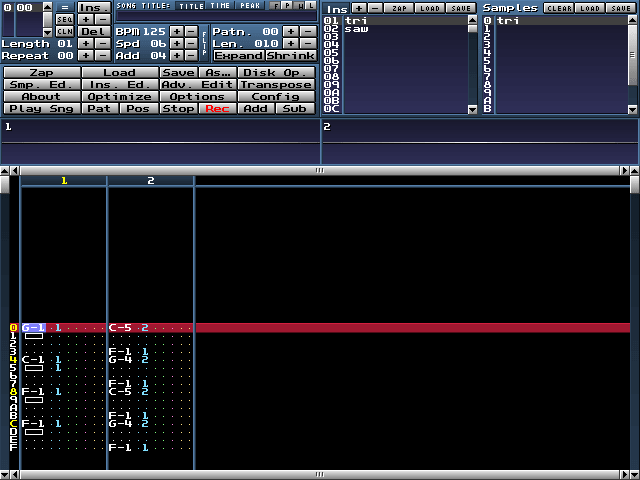 0 00 = Ins.
SEQ + −
CLN Del
Length 01 + −
Repeat 00 + −
SONG TITLE: TITLE TIME PEAK F P W L
BPM 125 + − FLIP Patn. 00 + −
Spd 06 + − Len. 010 + −
Add 04 + − Expand Shrink
Ins + − ZAP LOAD SAVE
01 tri
02 saw
03
04
05
06
07
08
09
0A
0B
0C
Samples CLEAR LOAD SAVE
0 tri
1
2
3
4
5
6
7
8
9
A
B
Zap Load Save As... Disk Op.
Smp. Ed. Ins. Ed. Adv. Edit Transpose
About Optimize Options Config
Play Sng Pat Pos Stop Rec Add Sub
1 2
1 2
0 G-1 1 C-5 2
1
2
3 F-1 1
4 C-1 1 G-4 2
5 1
6
7 F-1 1
8 F-1 1 C-5 2
9
A
B F-1 1
C F-1 1 G-4 2
D
E
F F-1 1